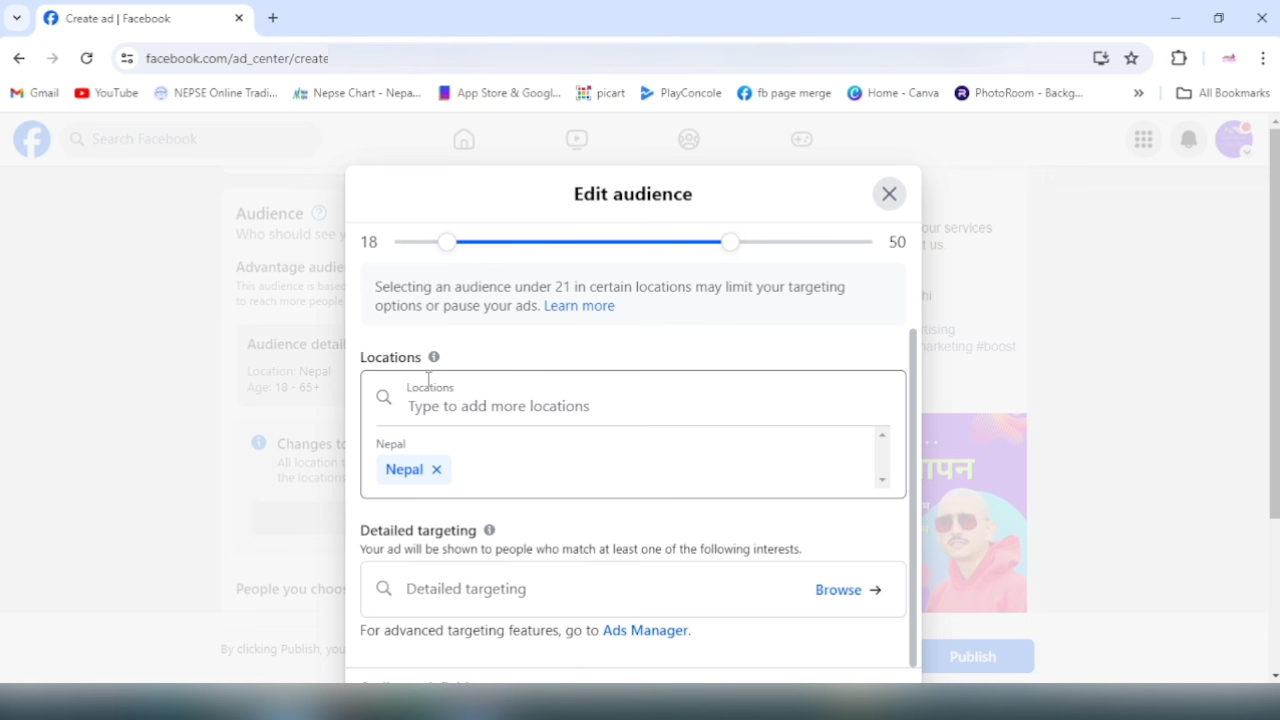 Create ad | Facebook
facebook.com/ad_center/create
Gmail
YouTube
NEPSE Online Tradi...
Nepse Chart - Nepa...
App Store & Googl...
picart
PlayConcole
fb page merge
Home - Canva
PhotoRoom - Backg...
»
All Bookmarks
Search Facebook
Edit audience
18
50
Selecting an audience under 21 in certain locations may limit your targeting
options or pause your ads. Learn more
Locations
Locations
Type to add more locations
Nepal
Nepal
Detailed targeting
Your ad will be shown to people who match at least one of the following interests.
Detailed targeting
Browse
For advanced targeting features, go to Ads Manager.
Audience
Who should see y
Advantage audie
This audience is base
to reach more people
Audience detail
Location: Nepal
Age: 18 - 65+
Changes to
All location t
the locations
People you choos
By clicking Publish, you
our services
t us.
hi
rtising
arketing #boost
Publish